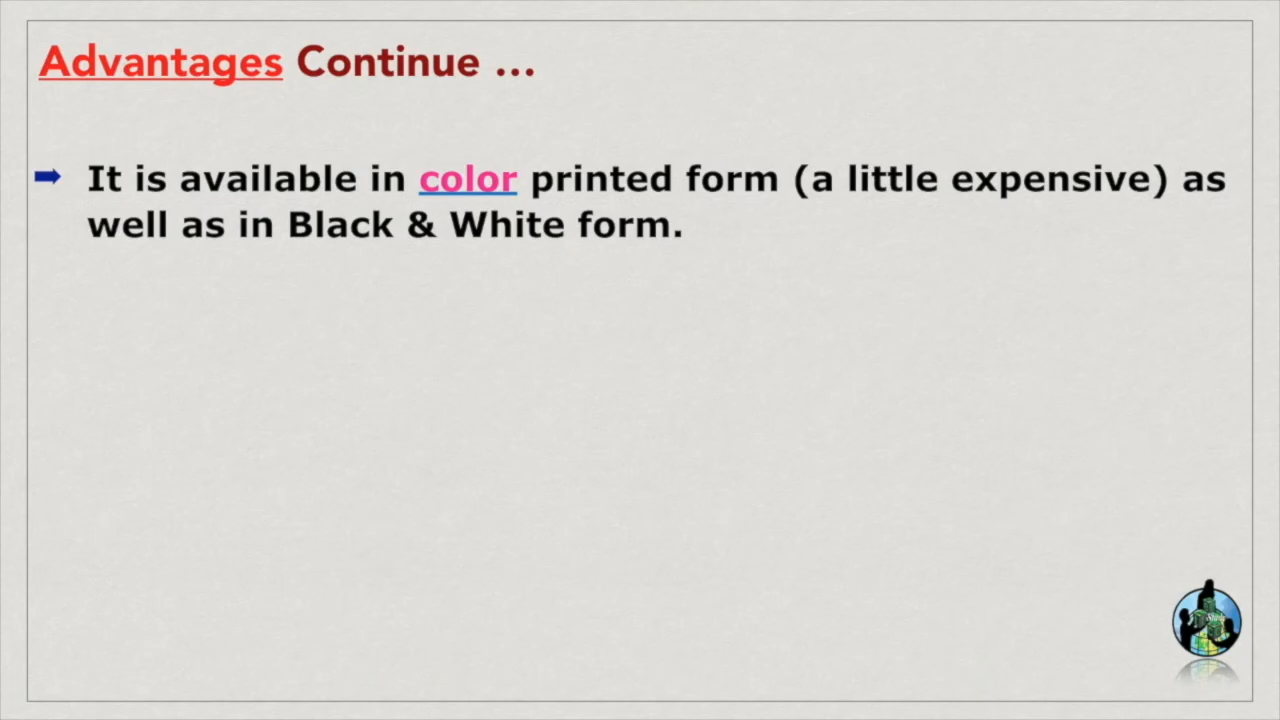 Advantages Continue ...
It is available in color printed form (a little expensive) as
well as in Black & White form.